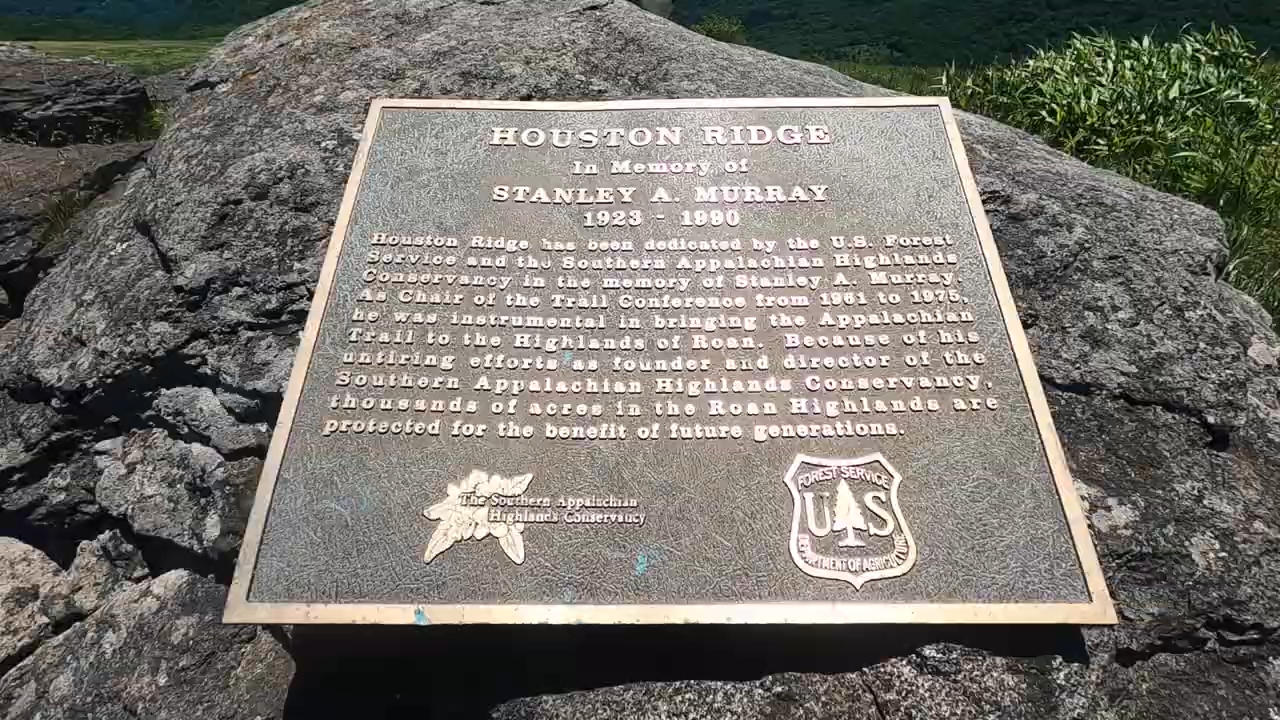 HOUSTON RIDGE
In Memory of
STANLEY A. MURRAY
1923 - 1990
Houston Ridge has been dedicated by the U.S. Forest
Service and the Southern Appalachian Highlands
Conservancy in the memory of Stanley A. Murray
As Chair of the Trail Conference from 1961 to 1975,
he was instrumental in bringing the Appalachian
Trail to the Highlands of Roan. Because of his
untiring efforts as founder and director of the
Southern Appalachian Highlands Conservancy,
thousands of acres in the Roan Highlands are
protected for the benefit of future generations.
The Southern Appalachian
Highlands Conservancy
FOREST SERVICE
US
DEPARTMENT OF AGRICULTURE